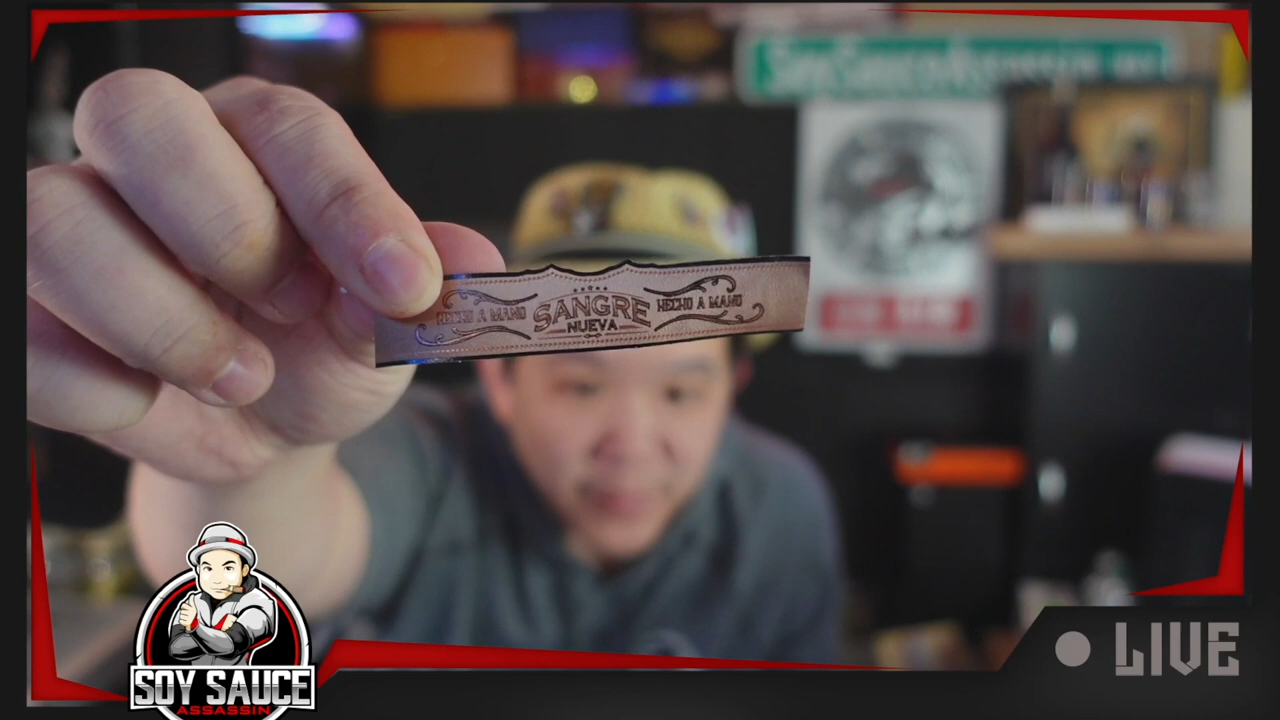 HECHO A MANO
SANGRE
NUEVA
HECHO A MANO
SOY SAUCE
ASSASSIN
LIVE